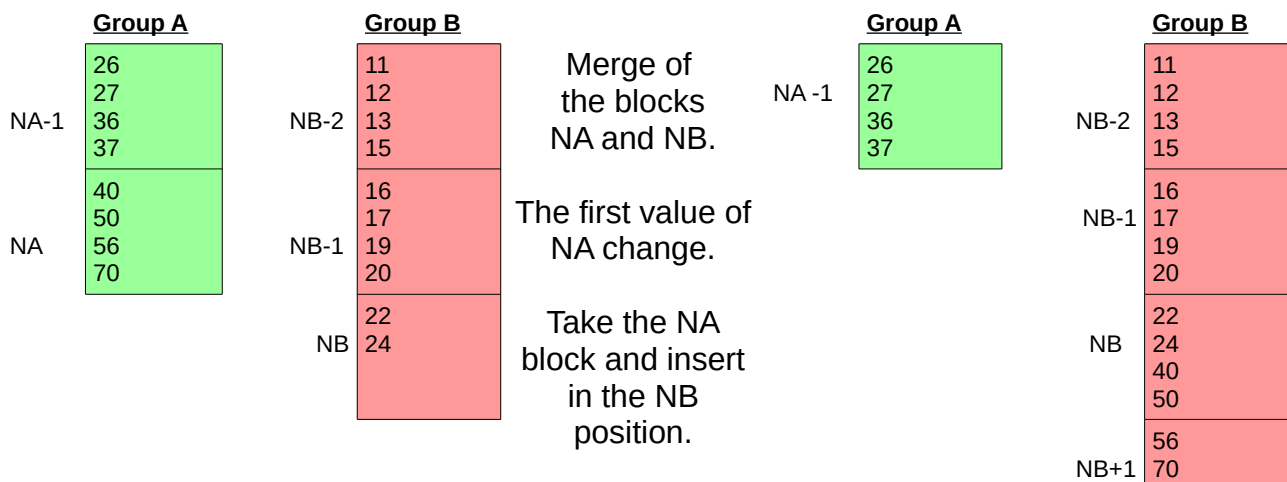 Group A
NA-1
26
27
36
37
NA
40
50
56
70
Group B
NB-2
11
12
13
15
NB-1
16
17
19
20
NB
22
24
Merge of
the blocks
NA and NB.
The first value of
NA change.
Take the NA
block and insert
in the NB
position.
Group A
NA -1
26
27
36
37
Group B
NB-2
11
12
13
15
NB-1
16
17
19
20
NB
22
24
40
50
NB+1
56
70